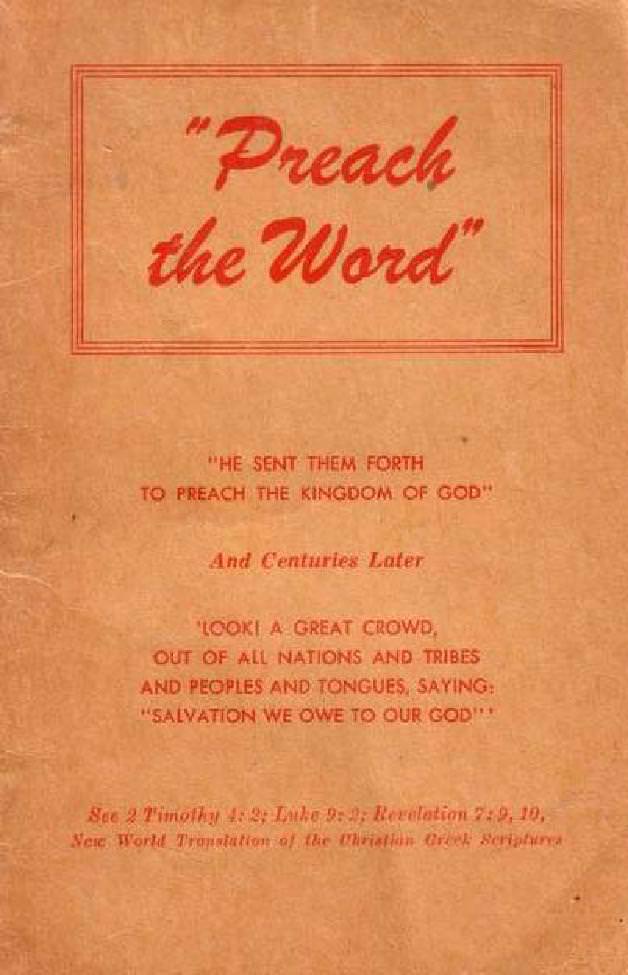 "Preach
the Word"
"HE SENT THEM FORTH
TO PREACH THE KINGDOM OF GOD"
And Centuries Later
'LOOK! A GREAT CROWD,
OUT OF ALL NATIONS AND TRIBES
AND PEOPLES AND TONGUES, SAYING:
"SALVATION WE OWE TO OUR GOD"'
See 2 Timothy 4:2; Luke 9:2; Revelation 7:9, 10,
New World Translation of the Christian Greek Scriptures